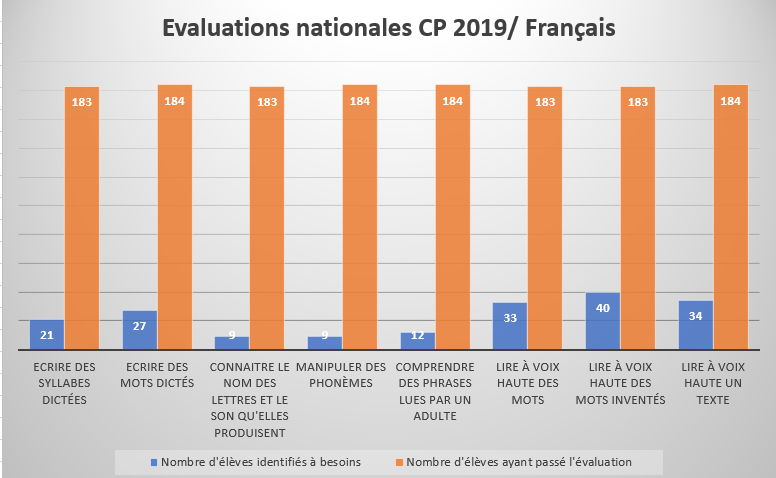 Evaluations nationales CP 2019/ Français
183
184
183
184
184
183
183
184
21
27
9
9
12
33
40
34
ECRIRE DES
SYLLABES
DICTÉES
ECRIRE DES
MOTS DICTÉS
CONNAITRE LE
NOM DES
LETTRES ET LE
SON QU'ELLES
PRODUISENT
MANIPULER DES
PHONÈMES
COMPRENDRE
DES PHRASES
LUES PAR UN
ADULTE
LIRE À VOIX
HAUTE DES
MOTS
LIRE À VOIX
HAUTE DES
MOTS INVENTÉS
LIRE À VOIX
HAUTE UN
TEXTE
Nombre d'élèves identifiés à besoins
Nombre d'élèves ayant passé l'évaluation